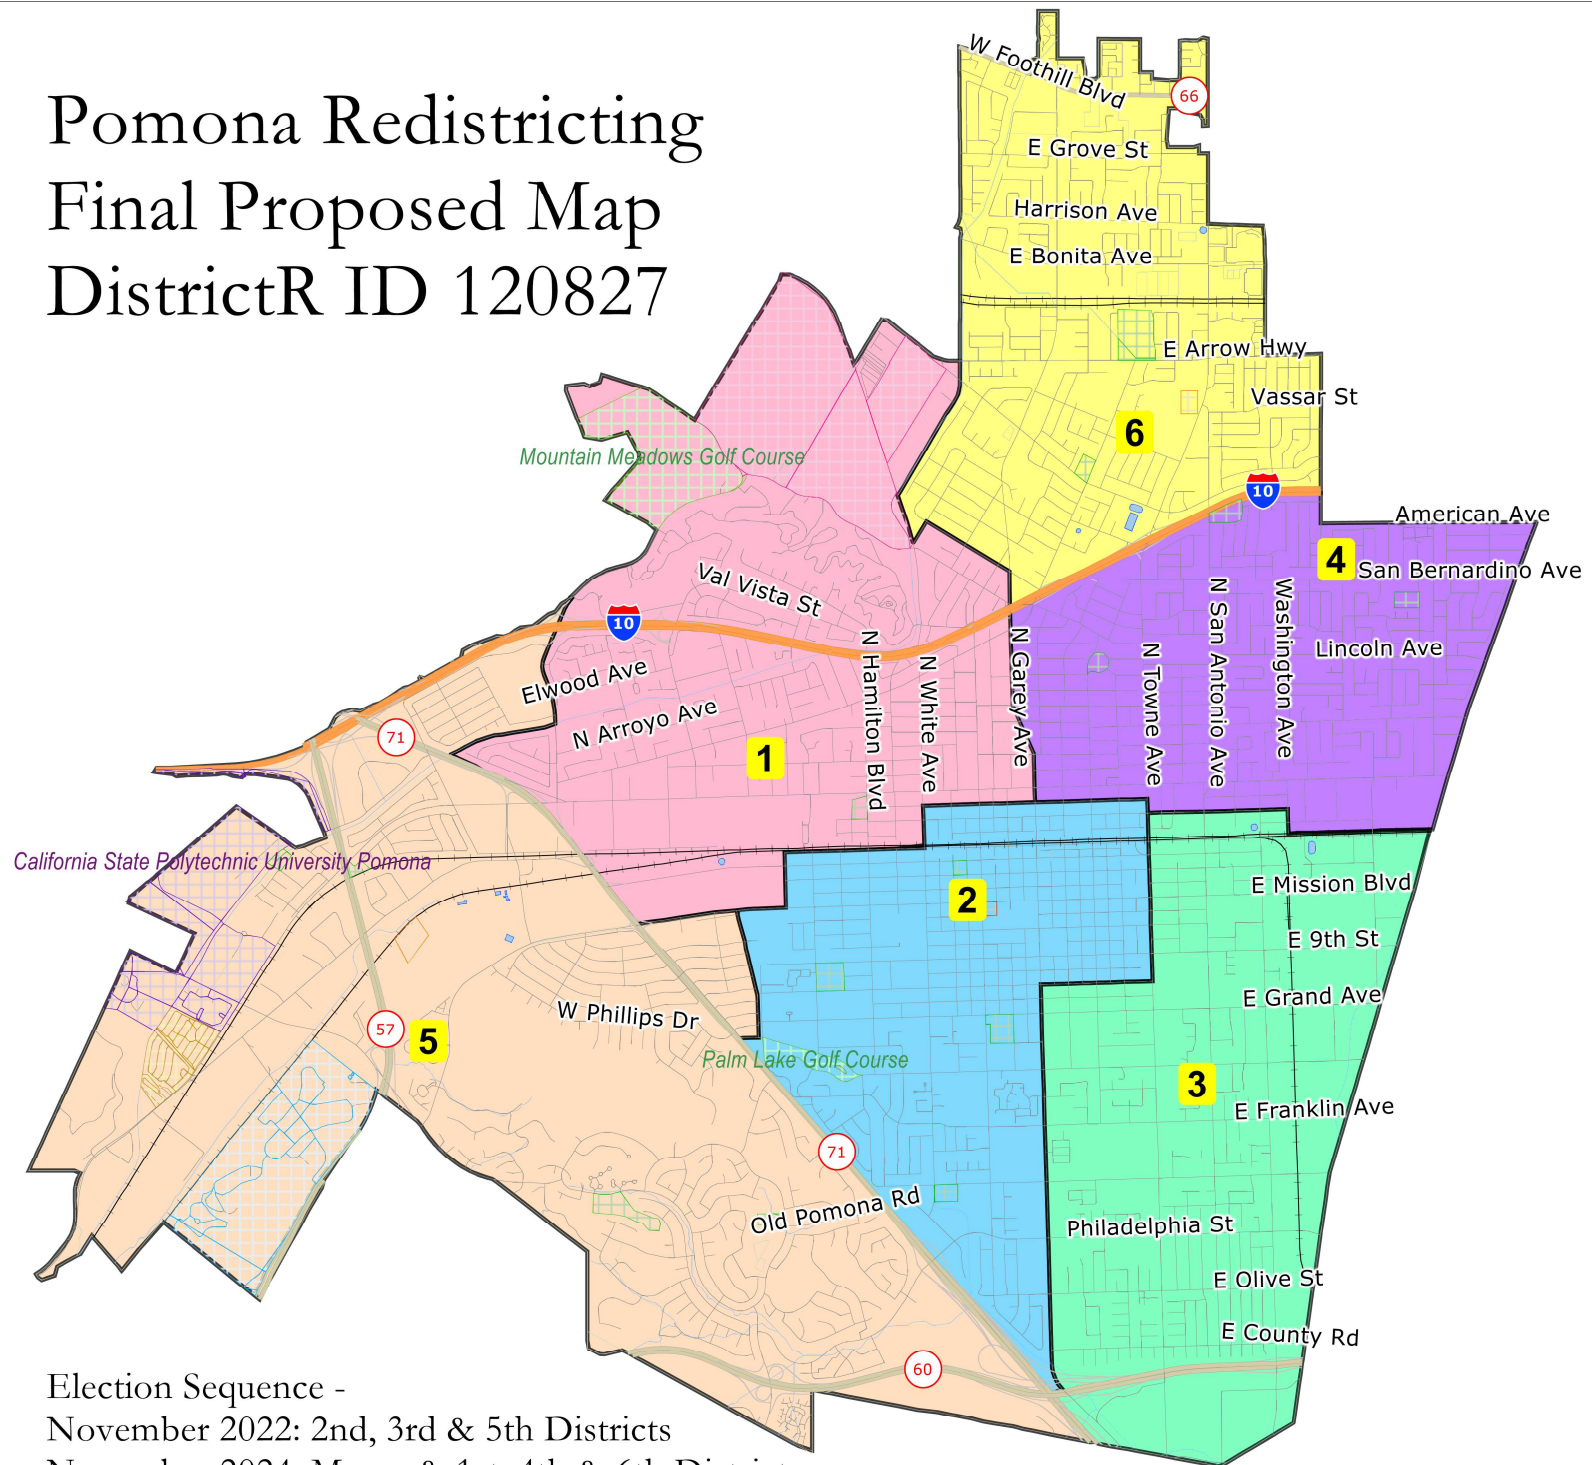 Pomona Redistricting
Final Proposed Map
DistrictR ID 120827
W Foothill Blvd
66
E Grove St
Harrison Ave
E Bonita Ave
E Arrow Hwy
Vassar St
6
Mountain Meadows Golf Course
10
American Ave
4
San Bernardino Ave
Val Vista St
10
N San Antonio Ave
Washington Ave
Lincoln Ave
N Hamilton Blvd
N White Ave
N Garey Ave
N Towne Ave
Elwood Ave
N Arroyo Ave
71
1
California State Polytechnic University Pomona
E Mission Blvd
2
E 9th St
E Grand Ave
W Phillips Dr
57
5
Palm Lake Golf Course
3
E Franklin Ave
71
Old Pomona Rd
Philadelphia St
E Olive St
E County Rd
60
Election Sequence -
November 2022: 2nd, 3rd & 5th Districts